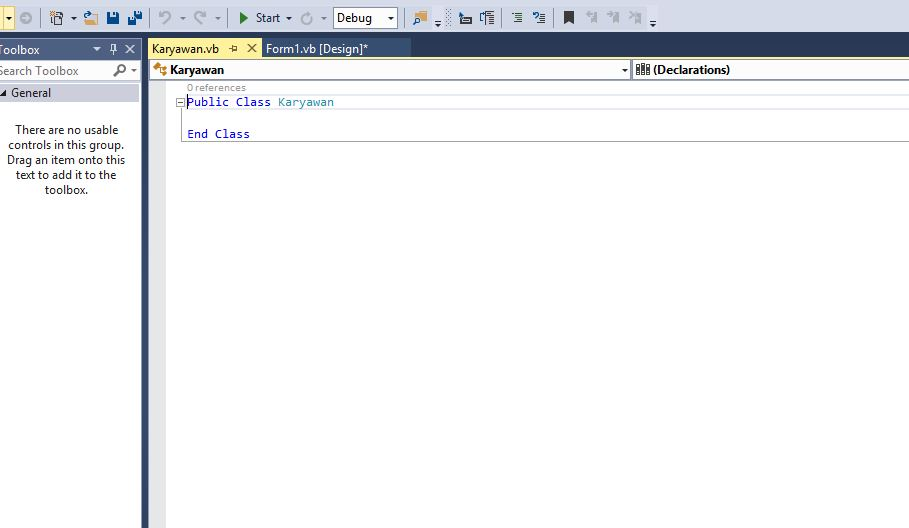 Start
Debug
Toolbox
Karyawan.vb
Form1.vb [Design]*
Search Toolbox
Karyawan
(Declarations)
General
0 references
Public Class Karyawan
End Class
There are no usable
controls in this group.
Drag an item onto this
text to add it to the
toolbox.